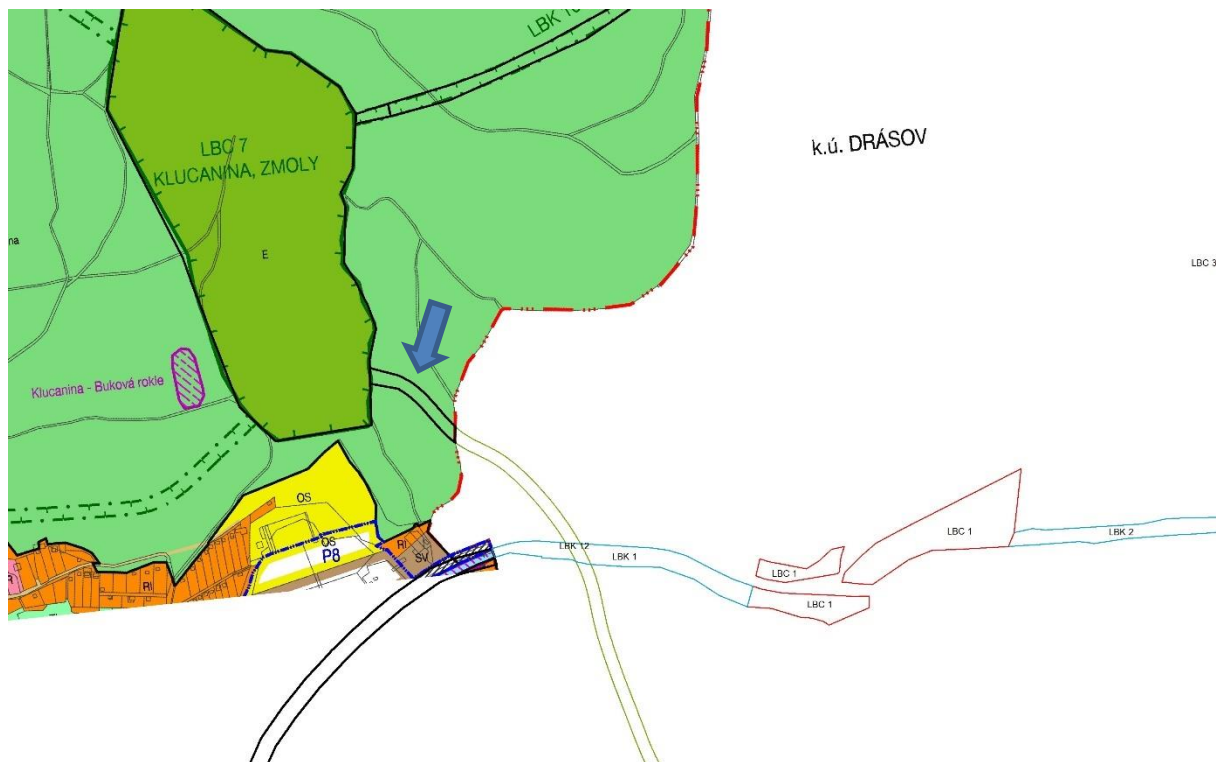 LBK 10
k.ú. DRÁSOV
LBC 7
KLUCANINA, ZMOLY
E
LBC 3
Klucanina - Buková rokle
OS
OS
P8
RI
SV
RI
LBK 12
LBK 1
LBC 1
LBC 1
LBC 1
LBK 2